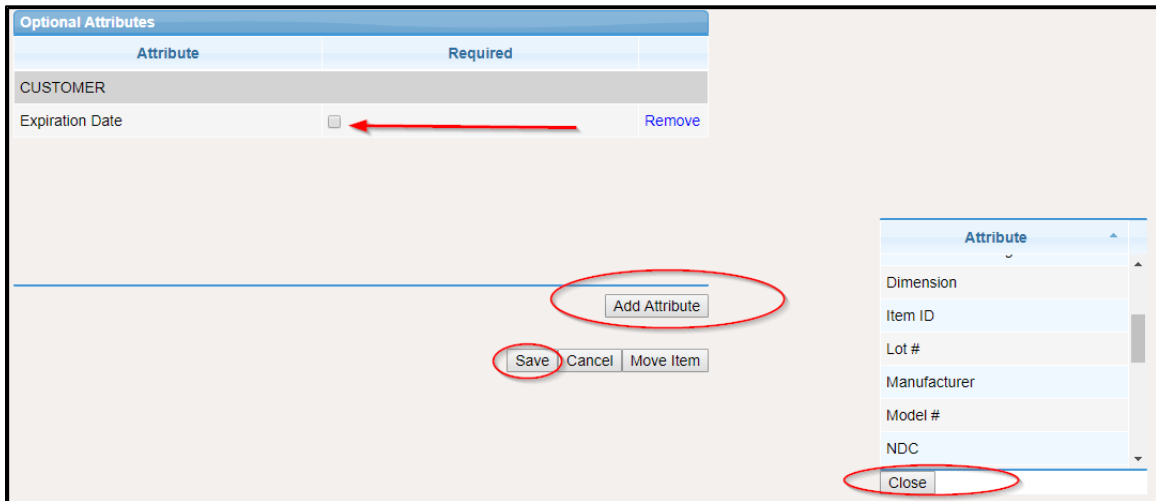 Optional Attributes
Attribute Required
CUSTOMER
Expiration Date Remove
Add Attribute
Save Cancel Move Item
Attribute
Dimension
Item ID
Lot #
Manufacturer
Model #
NDC
Close